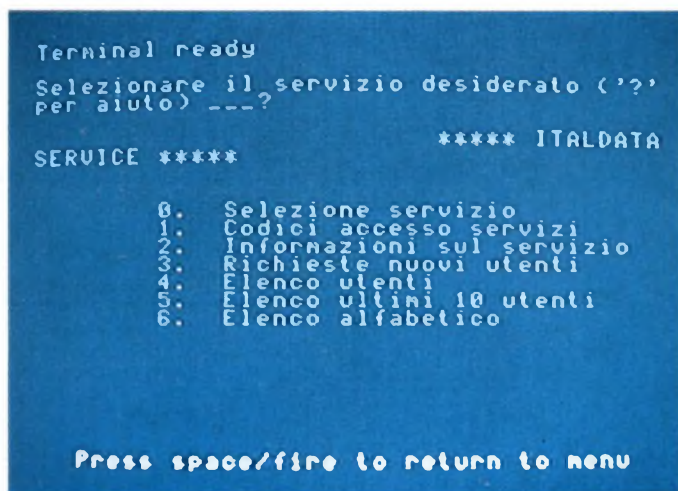 Terminal ready
Selezionare il servizio desiderato ('?'
per aiuto) ___?
***** ITALDATA
SERVICE *****
0. Selezione servizio
1. Codici accesso servizi
2. Informazioni sul servizio
3. Richieste nuovi utenti
4. Elenco utenti
5. Elenco ultimi 10 utenti
6. Elenco alfabetico
Press space/fire to return to menu